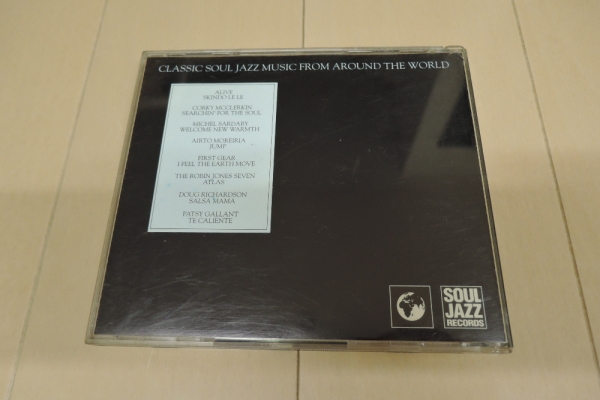 CLASSIC SOUL JAZZ MUSIC FROM AROUND THE WORLD
ALIVE
SKINDO LE LE
CORKY MCCLERKIN
SEARCHIN' FOR THE SOUL
MICHEL SARDABY
WELCOME NEW WARMTH
AIRTO MOREIRIA
JUMP
FIRST GEAR
I FEEL THE EARTH MOVE
THE ROBIN JONES SEVEN
ATLAS
DOUG RICHARDSON
SALSA MAMA
PATSY GALLANT
TE CALIENTE
SOUL
JAZZ
RECORDS